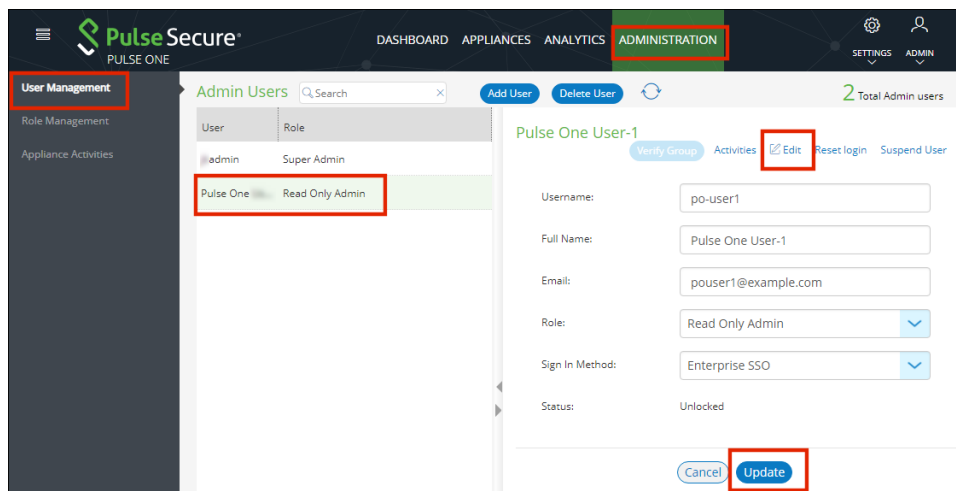 Pulse Secure®
PULSE ONE
DASHBOARD APPLIANCES ANALYTICS ADMINISTRATION
SETTINGS ADMIN
User Management
Role Management
Appliance Activities
Admin Users Search × Add User Delete User 2 Total Admin users
User Role
admin Super Admin
Pulse One ... Read Only Admin
Pulse One User-1
Verify Group Activities Edit Reset login Suspend User
Username: po-user1
Full Name: Pulse One User-1
Email: pouser1@example.com
Role: Read Only Admin
Sign In Method: Enterprise SSO
Status: Unlocked
Cancel Update